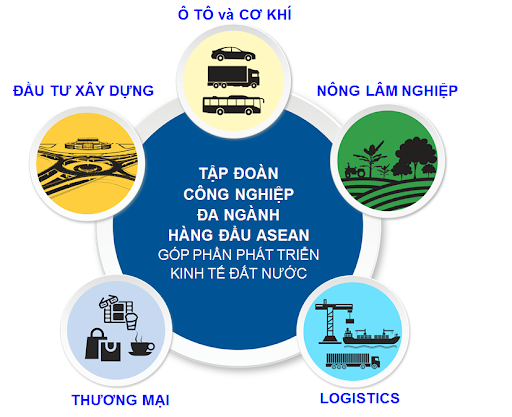 Ô TÔ và CƠ KHÍ
ĐẦU TƯ XÂY DỰNG
NÔNG LÂM NGHIỆP
TẬP ĐOÀN
CÔNG NGHIỆP
ĐA NGÀNH
HÀNG ĐẦU ASEAN
GÓP PHẦN PHÁT TRIỂN
KINH TẾ ĐẤT NƯỚC
THƯƠNG MẠI
LOGISTICS